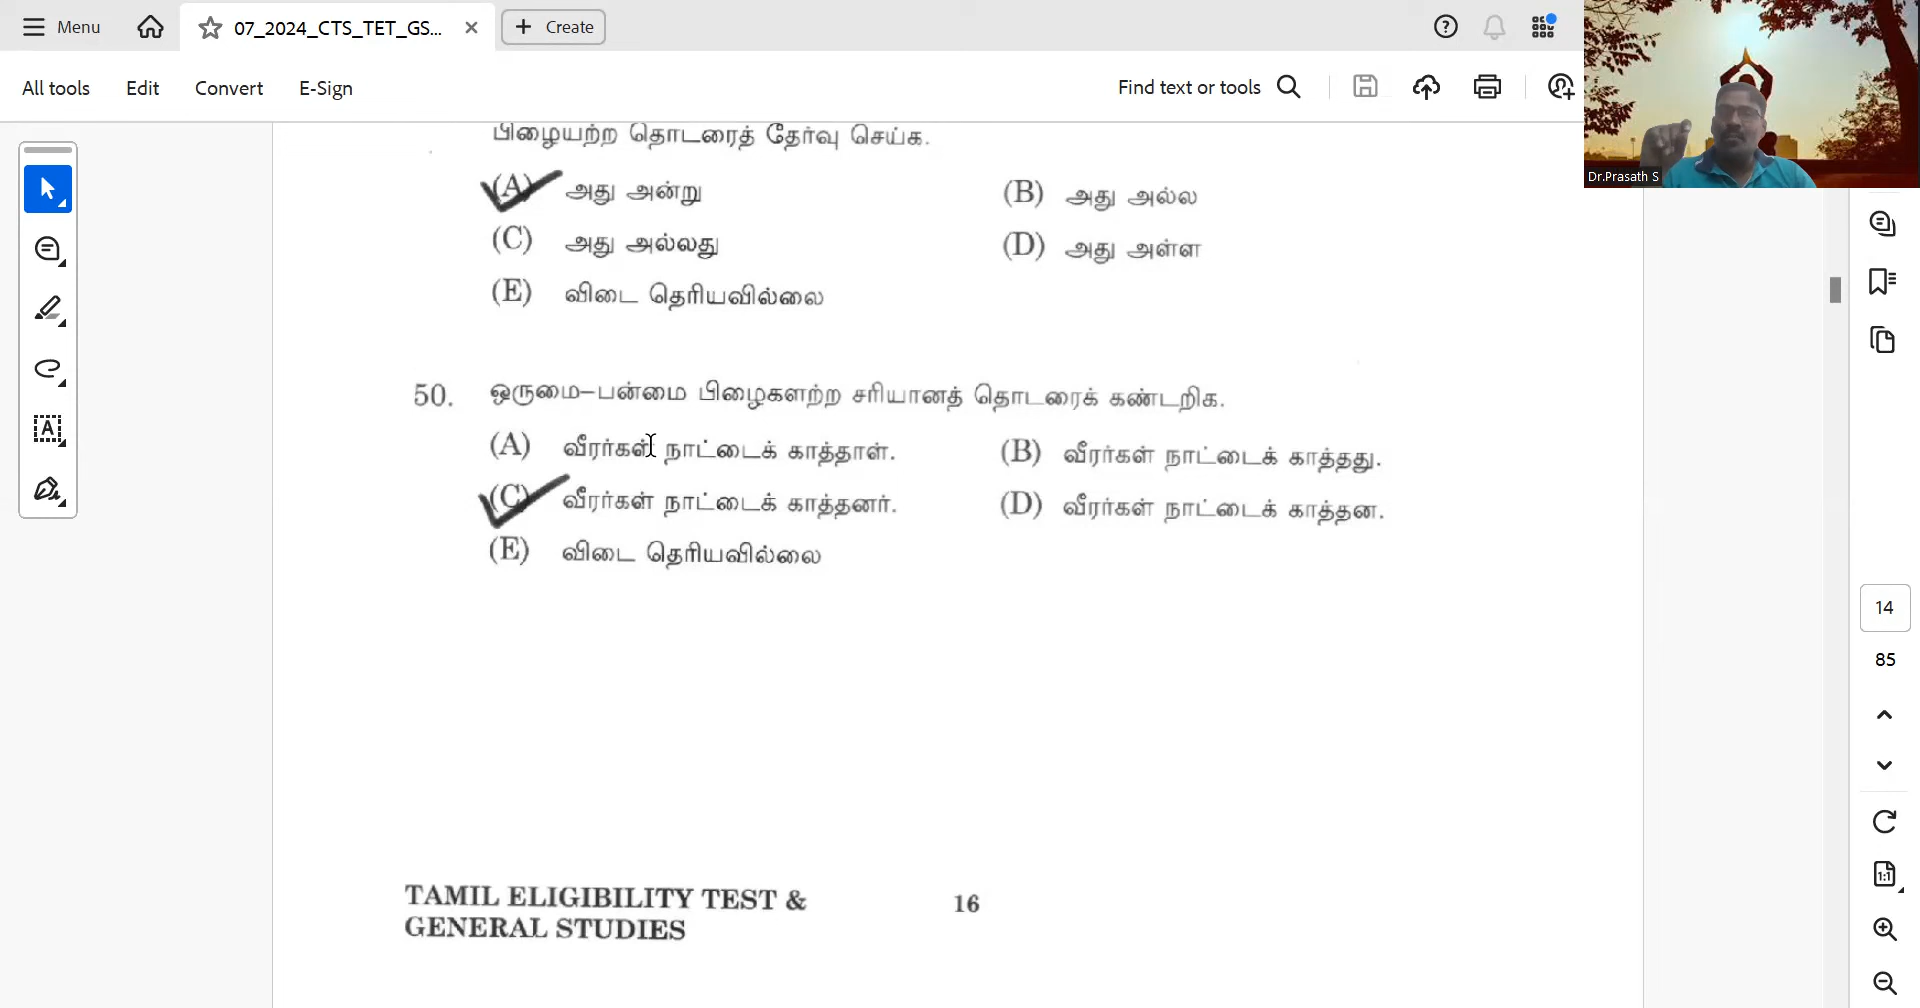 Menu
07_2024_CTS_TET_GS...
Create
All tools
Edit
Convert
E-Sign
Find text or tools
Dr.Prasath S
பிழையற்ற தொடரைத் தேர்வு செய்க.
(A) அது அன்று
(B) அது அல்ல
(C) அது அல்லது
(D) அது அள்ள
(E) விடை தெரியவில்லை
50. ஒருமை–பன்மை பிழைகளற்ற சரியானத் தொடரைக் கண்டறிக.
(A) வீரர்கள் நாட்டைக் காத்தாள்.
(B) வீரர்கள் நாட்டைக் காத்தது.
(C) வீரர்கள் நாட்டைக் காத்தனர்.
(D) வீரர்கள் நாட்டைக் காத்தன.
(E) விடை தெரியவில்லை
14
85
TAMIL ELIGIBILITY TEST &
GENERAL STUDIES
16